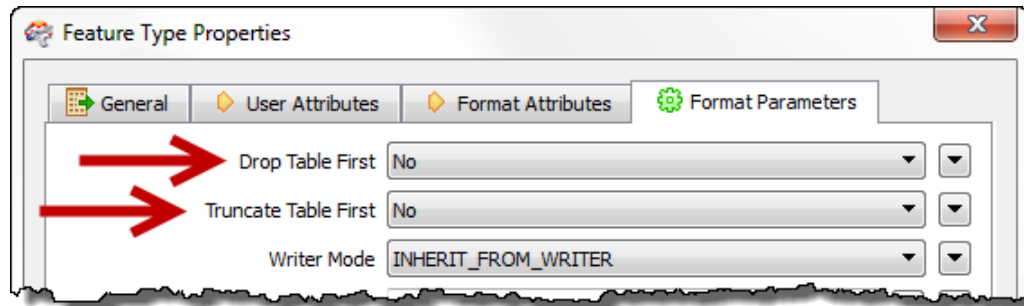 Feature Type Properties
General User Attributes Format Attributes Format Parameters
Drop Table First No
Truncate Table First No
Writer Mode INHERIT_FROM_WRITER